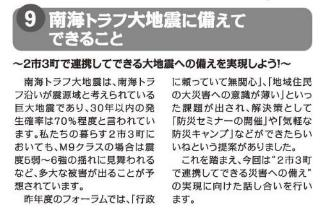 9 南海トラフ大地震に備えて
できること
～2市3町で連携してできる大地震への備えを実現しよう!～
南海トラフ大地震は、南海トラ
フ沿いが震源域と考えられている
巨大地震であり、30年以内の発
生確率は70％程度と言われてい
ます。私たちの暮らす2市3町に
おいても、M9クラスの場合は震
度5弱～6強の揺れに見舞われる
など、多大な被害が出ることが予
想されています。
昨年度のフォーラムでは、「行政
に頼っていて無関心」、「地域住民
の大災害への意識が薄い」といっ
た課題が出され、解決策として
「防災セミナーの開催」や「気軽な
防災キャンプ」などができたらい
いねという提案がありました。
これを踏まえ、今回は“2市3町
で連携してできる災害への備え”
の実現に向けた話し合いを行い
ます。